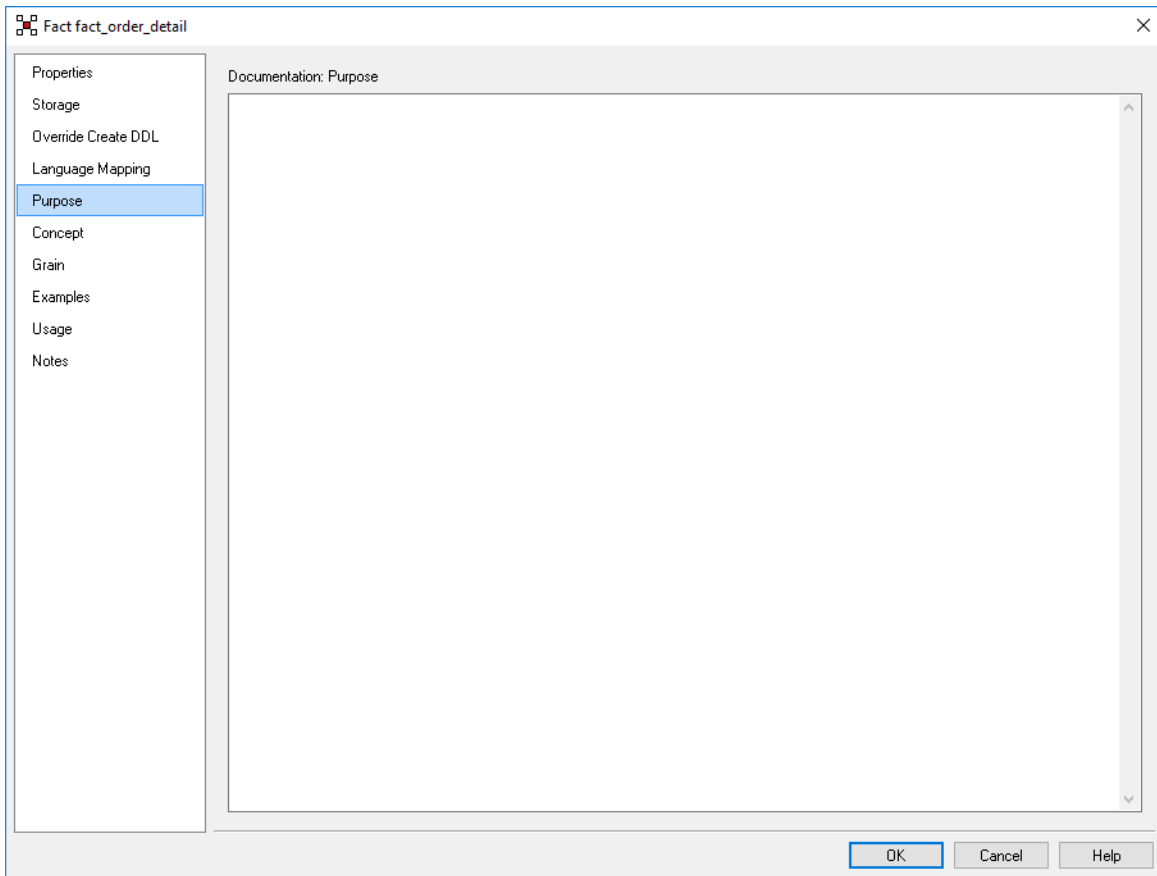 Fact fact_order_detail
Properties
Storage
Override Create DDL
Language Mapping
Purpose
Concept
Grain
Examples
Usage
Notes
Documentation: Purpose
OK Cancel Help